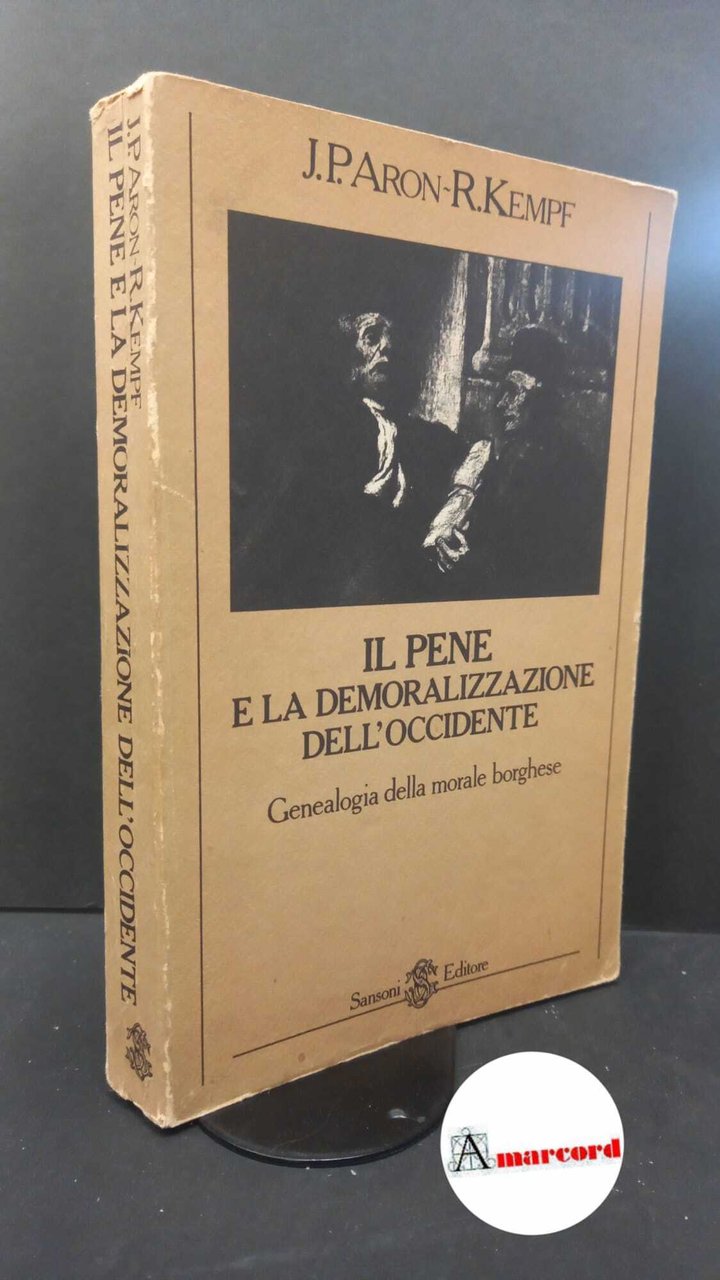 J.P. ARON-R. KEMPF
IL PENE E LA DEMORALIZZAZIONE DELL'OCCIDENTE
J.P. ARON-R. KEMPF
IL PENE
E LA DEMORALIZZAZIONE
DELL'OCCIDENTE
Genealogia della morale borghese
Sansoni Editore
Amarcord